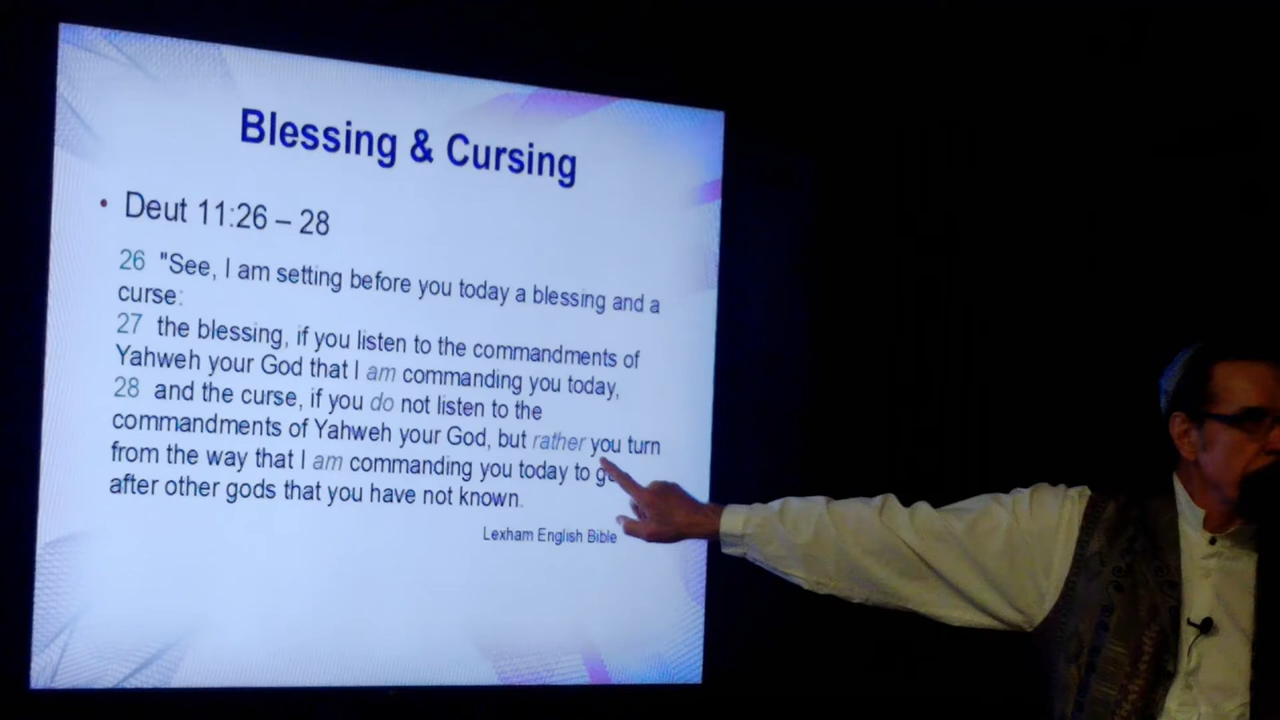 Blessing & Cursing
• Deut 11:26 – 28
26 "See, I am setting before you today a blessing and a
curse:
27 the blessing, if you listen to the commandments of
Yahweh your God that I am commanding you today,
28 and the curse, if you do not listen to the
commandments of Yahweh your God, but rather you turn
from the way that I am commanding you today to
after other gods that you have not known.
Lexham English Bible